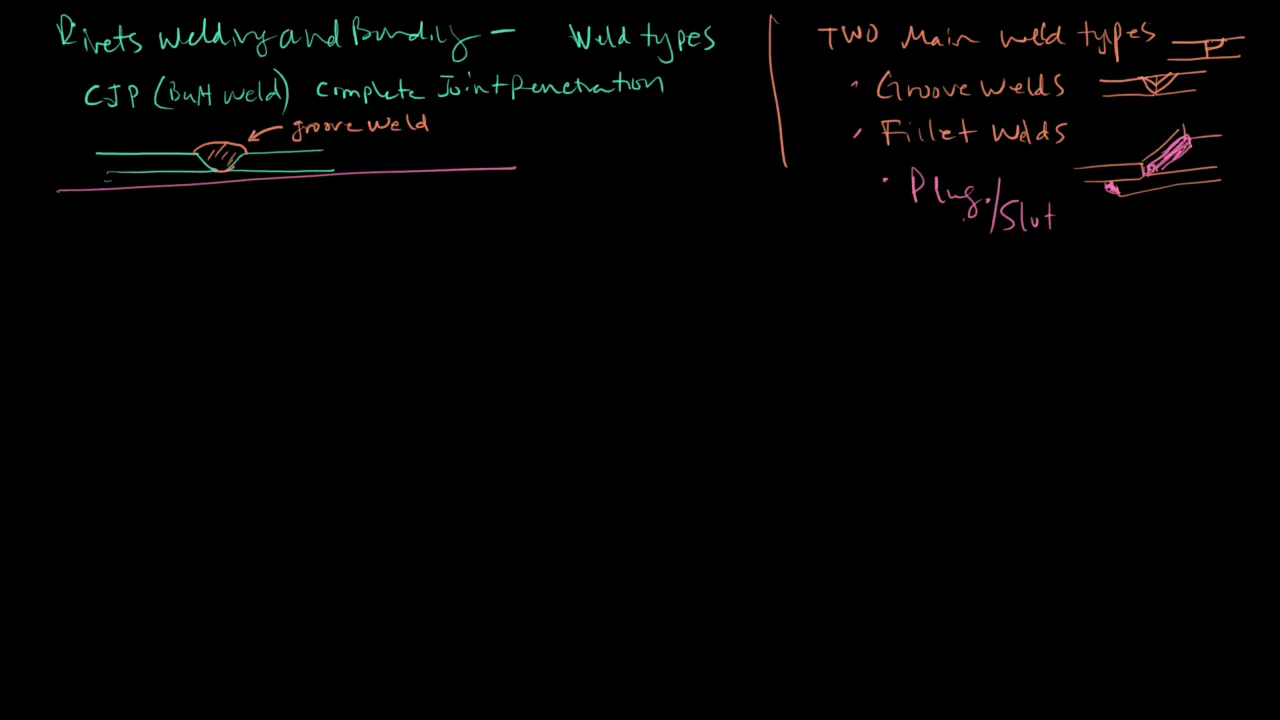 Rivets Welding and Bonding - Weld types
CJP (Butt weld) Complete Joint Penetration
groove weld
TWO Main weld types
• Groove welds
• Fillet Welds
• Plug/Slot